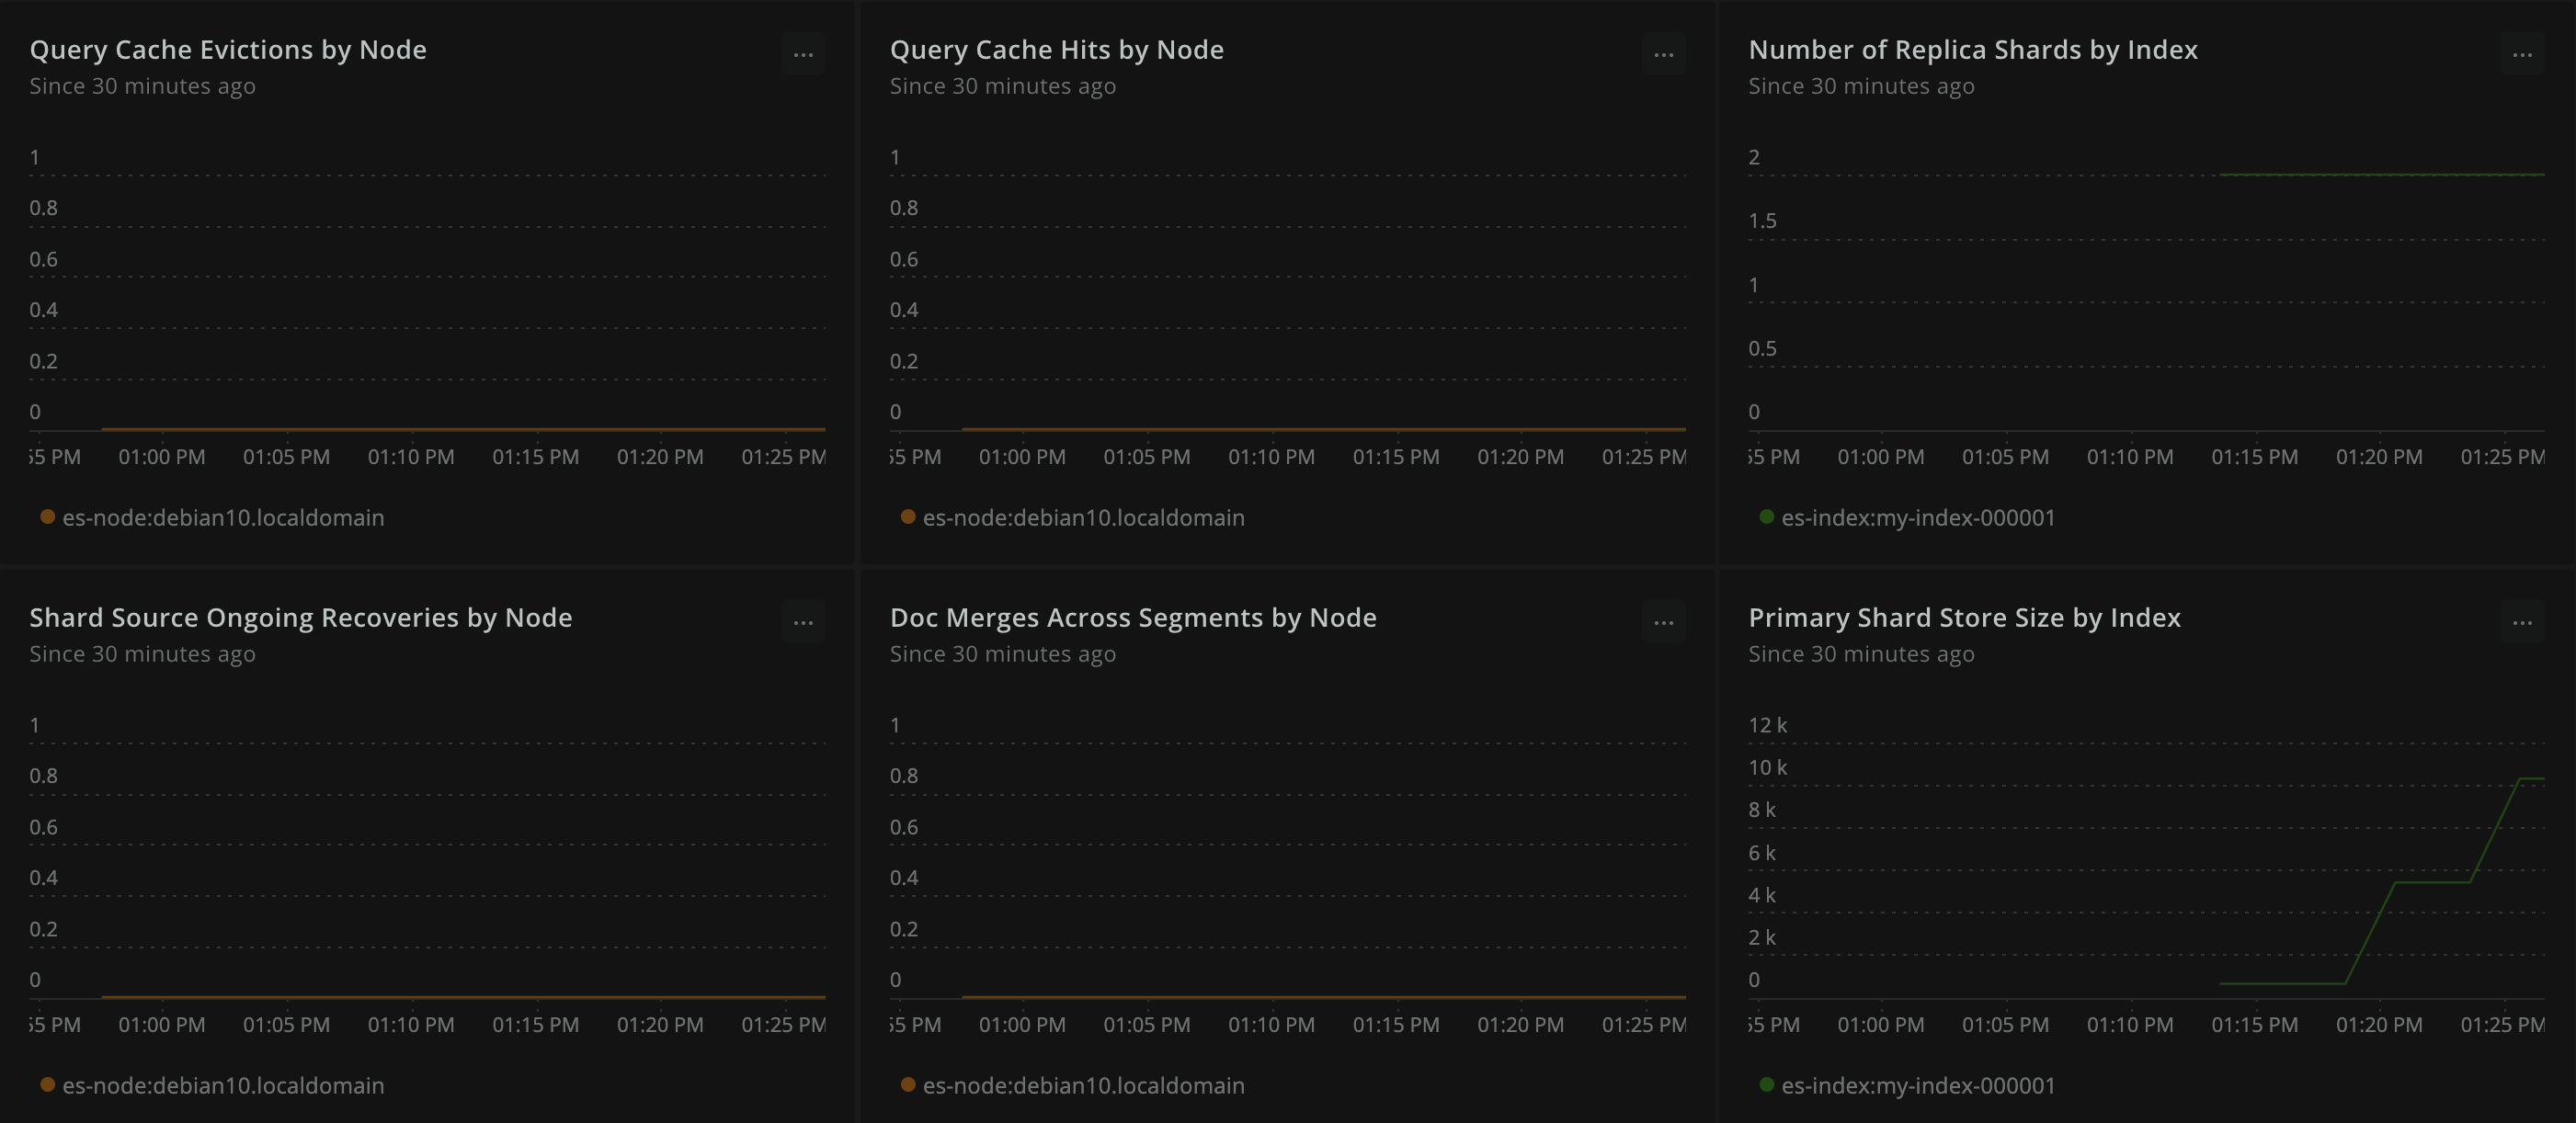 Query Cache Evictions by Node
...
Since 30 minutes ago
1
0.8
0.6
0.4
0.2
0
55 PM 01:00 PM 01:05 PM 01:10 PM 01:15 PM 01:20 PM 01:25 PM
es-node:debian10.localdomain
Query Cache Hits by Node
...
Since 30 minutes ago
1
0.8
0.6
0.4
0.2
0
55 PM 01:00 PM 01:05 PM 01:10 PM 01:15 PM 01:20 PM 01:25 PM
es-node:debian10.localdomain
Number of Replica Shards by Index
...
Since 30 minutes ago
2
1.5
1
0.5
0
55 PM 01:00 PM 01:05 PM 01:10 PM 01:15 PM 01:20 PM 01:25 PM
es-index:my-index-000001
Shard Source Ongoing Recoveries by Node
...
Since 30 minutes ago
1
0.8
0.6
0.4
0.2
0
55 PM 01:00 PM 01:05 PM 01:10 PM 01:15 PM 01:20 PM 01:25 PM
es-node:debian10.localdomain
Doc Merges Across Segments by Node
...
Since 30 minutes ago
1
0.8
0.6
0.4
0.2
0
55 PM 01:00 PM 01:05 PM 01:10 PM 01:15 PM 01:20 PM 01:25 PM
es-node:debian10.localdomain
Primary Shard Store Size by Index
...
Since 30 minutes ago
12 k
10 k
8 k
6 k
4 k
2 k
0
55 PM 01:00 PM 01:05 PM 01:10 PM 01:15 PM 01:20 PM 01:25 PM
es-index:my-index-000001